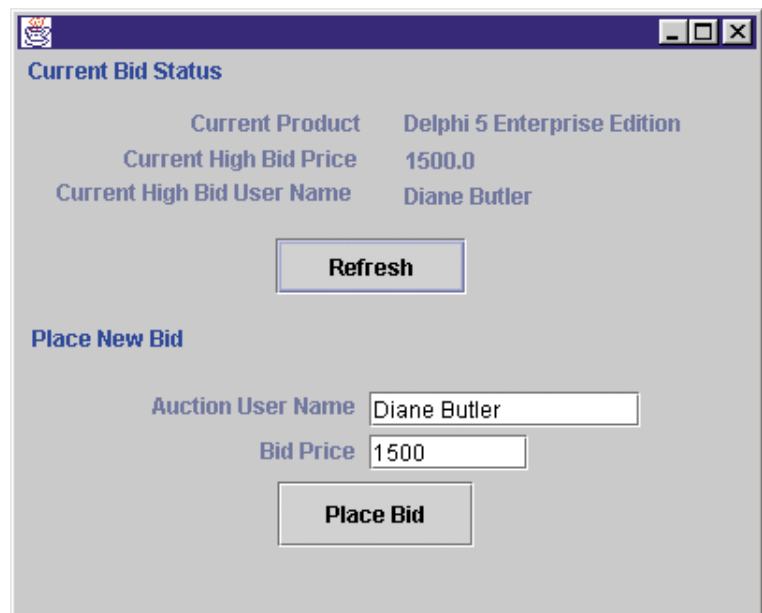 Current Bid Status
Current Product Delphi 5 Enterprise Edition
Current High Bid Price 1500.0
Current High Bid User Name Diane Butler
Refresh
Place New Bid
Auction User Name Diane Butler
Bid Price 1500
Place Bid